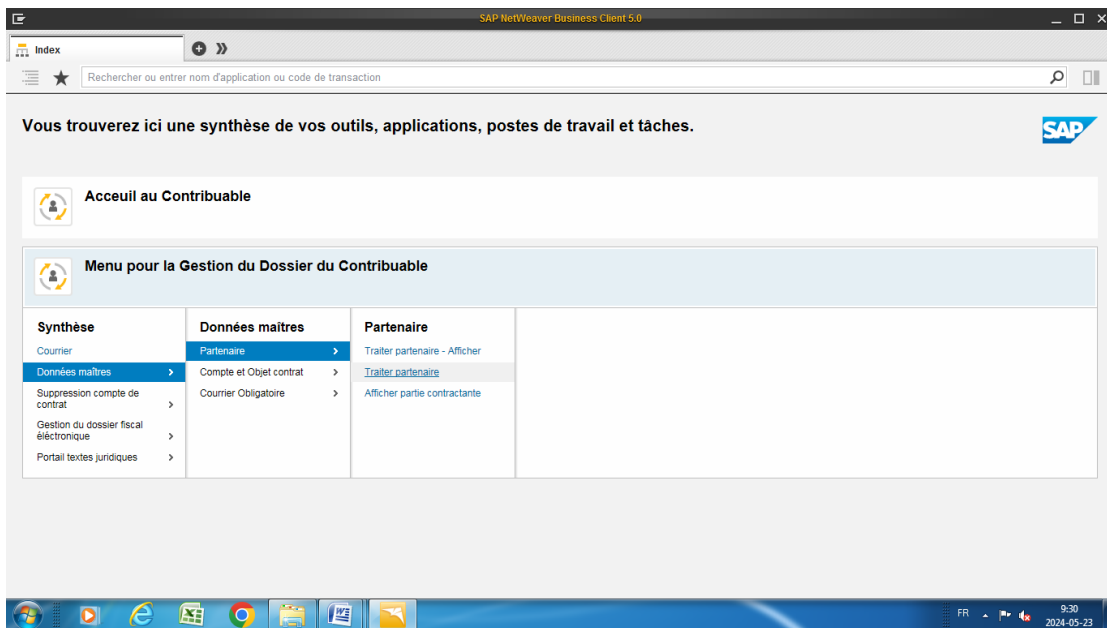 SAP NetWeaver Business Client 5.0
Index
Rechercher ou entrer nom d'application ou code de transaction
Vous trouverez ici une synthèse de vos outils, applications, postes de travail et tâches.
SAP
Acceuil au Contribuable
Menu pour la Gestion du Dossier du Contribuable
Synthèse
Courrier
Données maîtres
Suppression compte de
contrat
Gestion du dossier fiscal
éléctronique
Portail textes juridiques
Données maîtres
Partenaire
Compte et Objet contrat
Courrier Obligatoire
Partenaire
Traiter partenaire - Afficher
Traiter partenaire
Afficher partie contractante
FR
9:30
2024-05-23